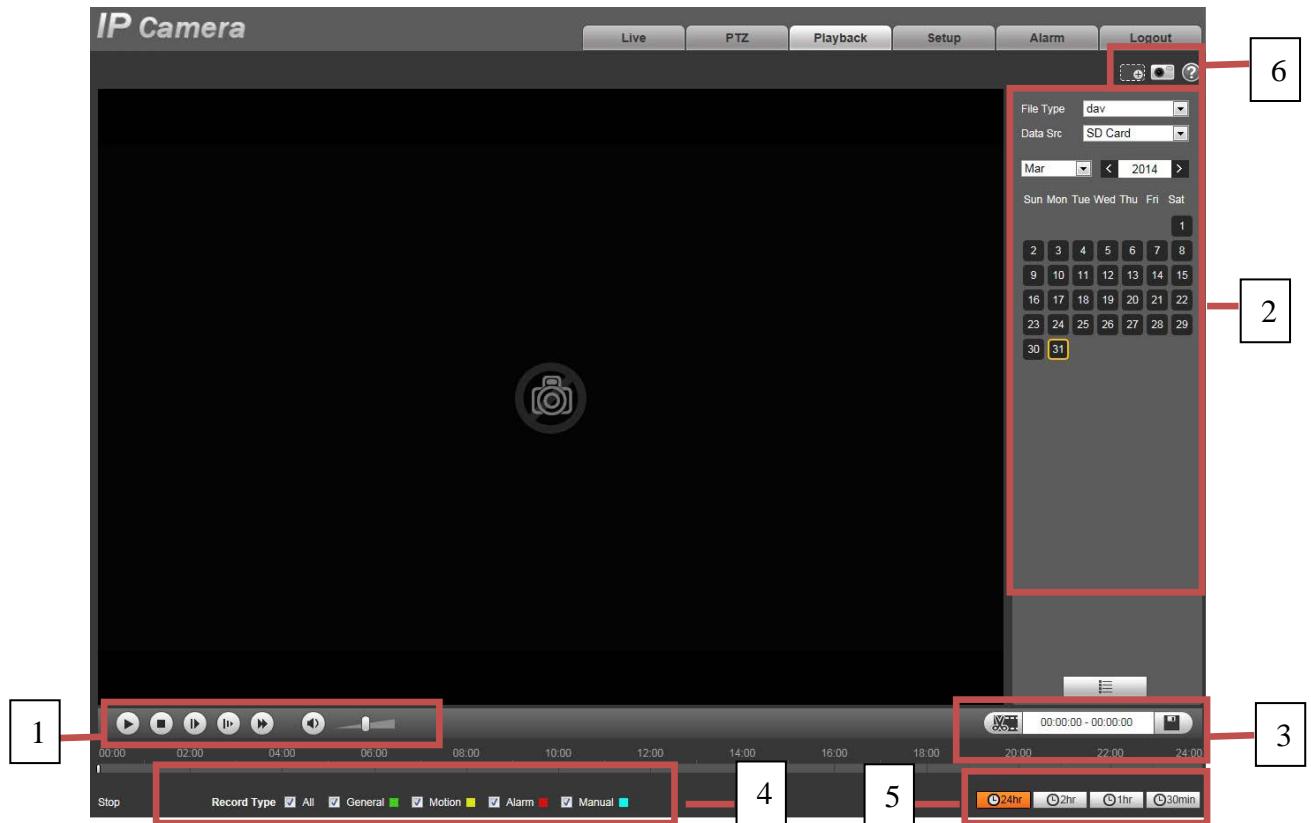 IP Camera
Live PTZ Playback Setup Alarm Logout
6
File Type dav
Data Src SD Card
Mar 2014
Sun Mon Tue Wed Thu Fri Sat
1
2 3 4 5 6 7 8
9 10 11 12 13 14 15
16 17 18 19 20 21 22
2
23 24 25 26 27 28 29
30 31
1
00:00:00 - 00:00:00
3
00:00 02:00 04:00 06:00 08:00 10:00 12:00 14:00 16:00 18:00 20:00 22:00 24:00
4
5
Stop Record Type All General Motion Alarm Manual 24hr 2hr 1hr 30min